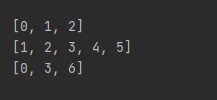 [0, 1, 2]
[1, 2, 3, 4, 5]
[0, 3, 6]